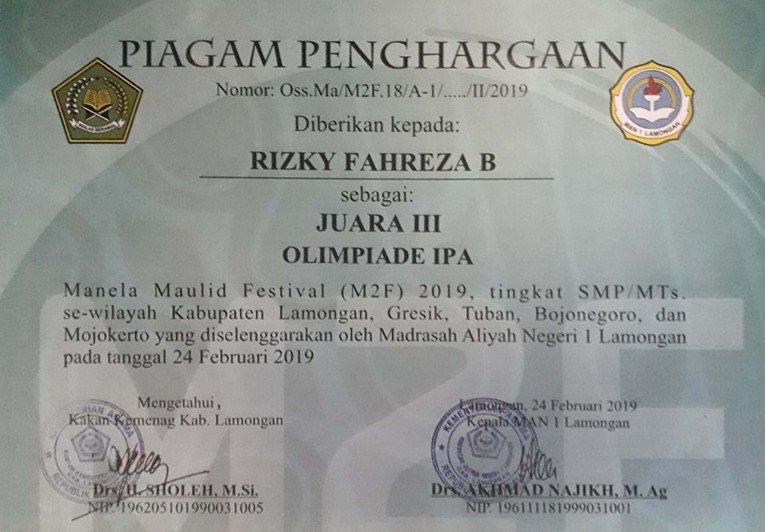 PIAGAM PENGHARGAAN
Nomor: Oss.Ma/M2F.18/A-1/...../II/2019
Diberikan kepada:
RIZKY FAHREZA B
sebagai:
JUARA III
OLIMPIADE IPA
Manela Maulid Festival (M2F) 2019, tingkat SMP/MTs.
se-wilayah Kabupaten Lamongan, Gresik, Tuban, Bojonegoro, dan
Mojokerto yang diselenggarakan oleh Madrasah Aliyah Negeri 1 Lamongan
pada tanggal 24 Februari 2019
Mengetahui,
Kakan Kemenag Kab. Lamongan
Drs. H. SHOLEH, M.Si.
NIP. 196205101990031005
Lamongan, 24 Februari 2019
Kepala MAN 1 Lamongan
Drs. AKHMAD NAJIKH, M. Ag
NIP. 196111181999031001
IKHLAS BERAMAL
MAN 1 LAMONGAN
M2F